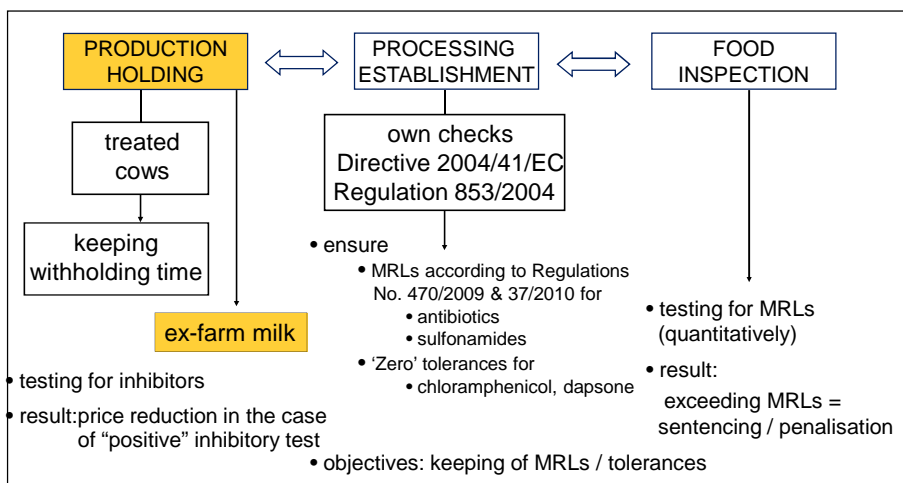 PRODUCTION
HOLDING
PROCESSING
ESTABLISHMENT
FOOD
INSPECTION
treated
cows
keeping
withholding time
ex-farm milk
• testing for inhibitors
• result:price reduction in the case
of “positive” inhibitory test
own checks
Directive 2004/41/EC
Regulation 853/2004
• ensure
• MRLs according to Regulations
No. 470/2009 & 37/2010 for
• antibiotics
• sulfonamides
• ‘Zero’ tolerances for
• chloramphenicol, dapsone
• objectives: keeping of MRLs / tolerances
• testing for MRLs
(quantitatively)
• result:
exceeding MRLs =
sentencing / penalisation